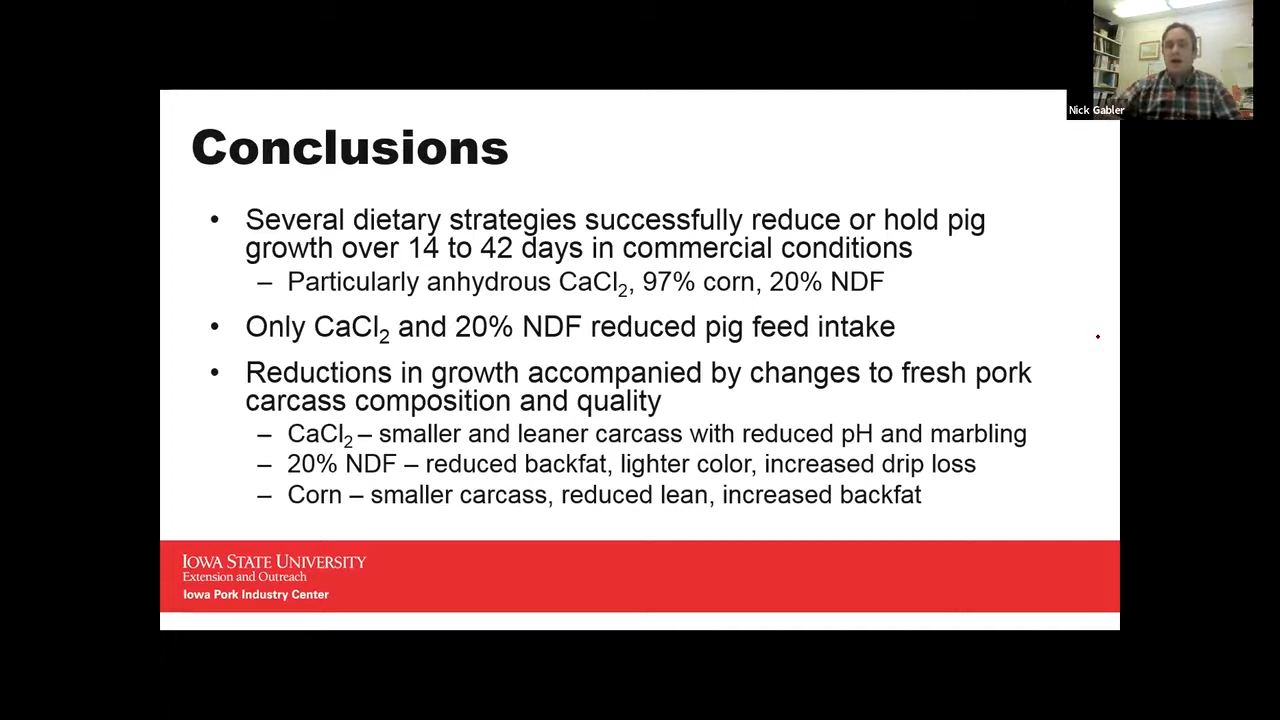 Nick Gabler
Conclusions
• Several dietary strategies successfully reduce or hold pig
growth over 14 to 42 days in commercial conditions
– Particularly anhydrous CaCl₂, 97% corn, 20% NDF
• Only CaCl₂ and 20% NDF reduced pig feed intake
• Reductions in growth accompanied by changes to fresh pork
carcass composition and quality
– CaCl₂ – smaller and leaner carcass with reduced pH and marbling
– 20% NDF – reduced backfat, lighter color, increased drip loss
– Corn – smaller carcass, reduced lean, increased backfat
IOWA STATE UNIVERSITY
Extension and Outreach
Iowa Pork Industry Center